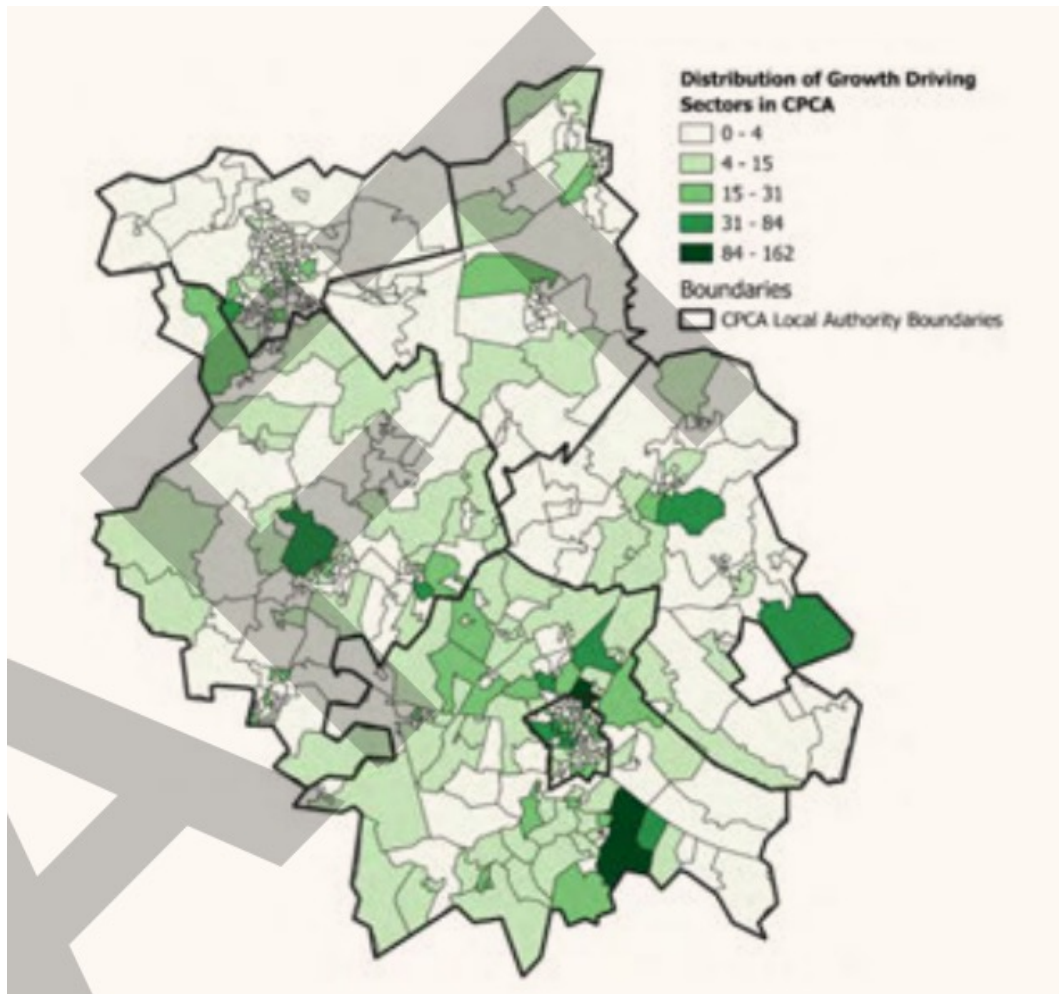 Distribution of Growth Driving
Sectors in CPCA
0 - 4
4 - 15
15 - 31
31 - 84
84 - 162
Boundaries
CPCA Local Authority Boundaries